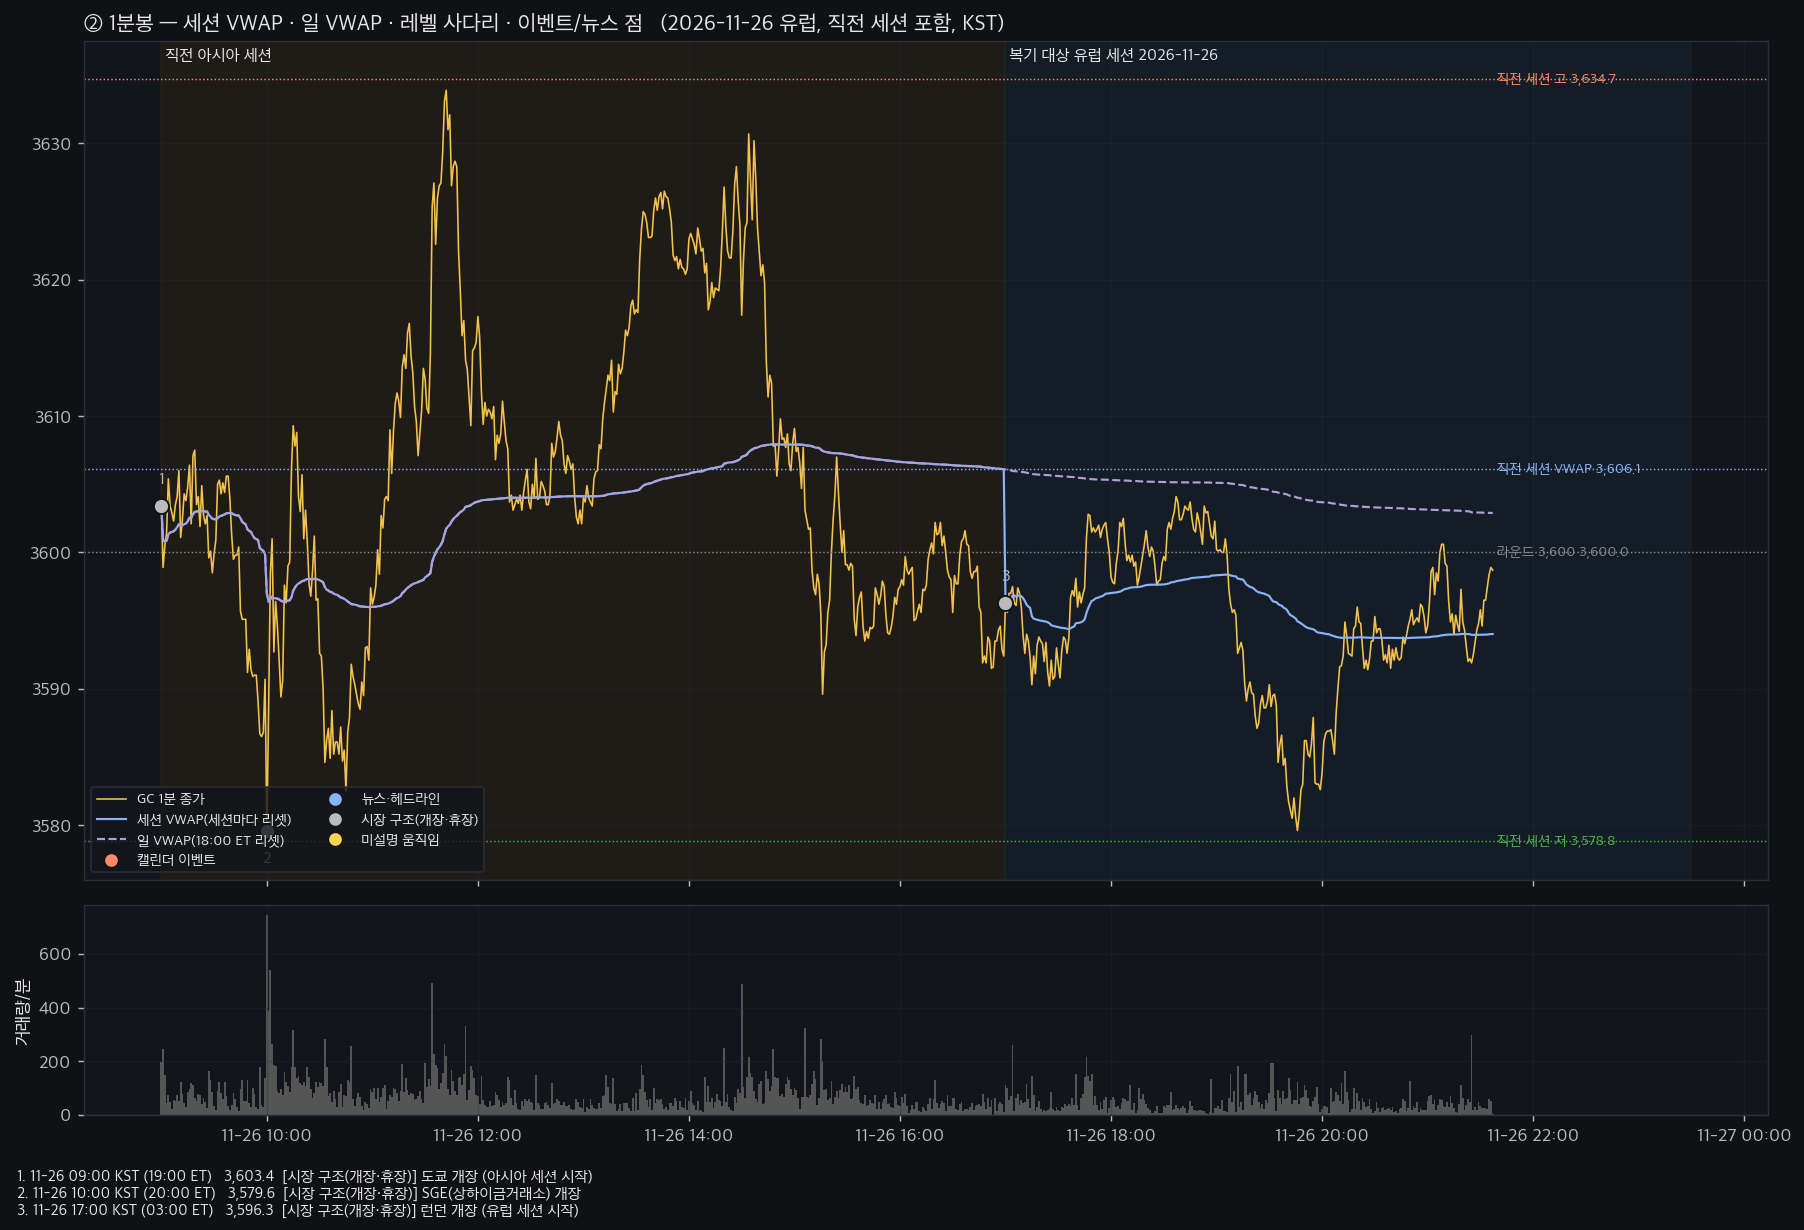 ② 1분봉 — 세션 VWAP · 일 VWAP · 레벨 사다리 · 이벤트/뉴스 점   (2026-11-26 유럽, 직전 세션 포함, KST)
직전 아시아 세션
복기 대상 유럽 세션 2026-11-26
직전 세션 고 3,634.7
3630
3620
3610
1
직전 세션 VWAP 3,606.1
3600
라운드 3,600 3,600.0
3
3590
3580
직전 세션 저 3,578.8
GC 1분 종가
세션 VWAP(세션마다 리셋)
일 VWAP(18:00 ET 리셋)
캘린더 이벤트
뉴스·헤드라인
시장 구조(개장·휴장)
미설명 움직임
2
거래량/분
600
400
200
0
11-26 10:00
11-26 12:00
11-26 14:00
11-26 16:00
11-26 18:00
11-26 20:00
11-26 22:00
11-27 00:00
1. 11-26 09:00 KST (19:00 ET)   3,603.4  [시장 구조(개장·휴장)] 도쿄 개장 (아시아 세션 시작)
2. 11-26 10:00 KST (20:00 ET)   3,579.6  [시장 구조(개장·휴장)] SGE(상하이금거래소) 개장
3. 11-26 17:00 KST (03:00 ET)   3,596.3  [시장 구조(개장·휴장)] 런던 개장 (유럽 세션 시작)